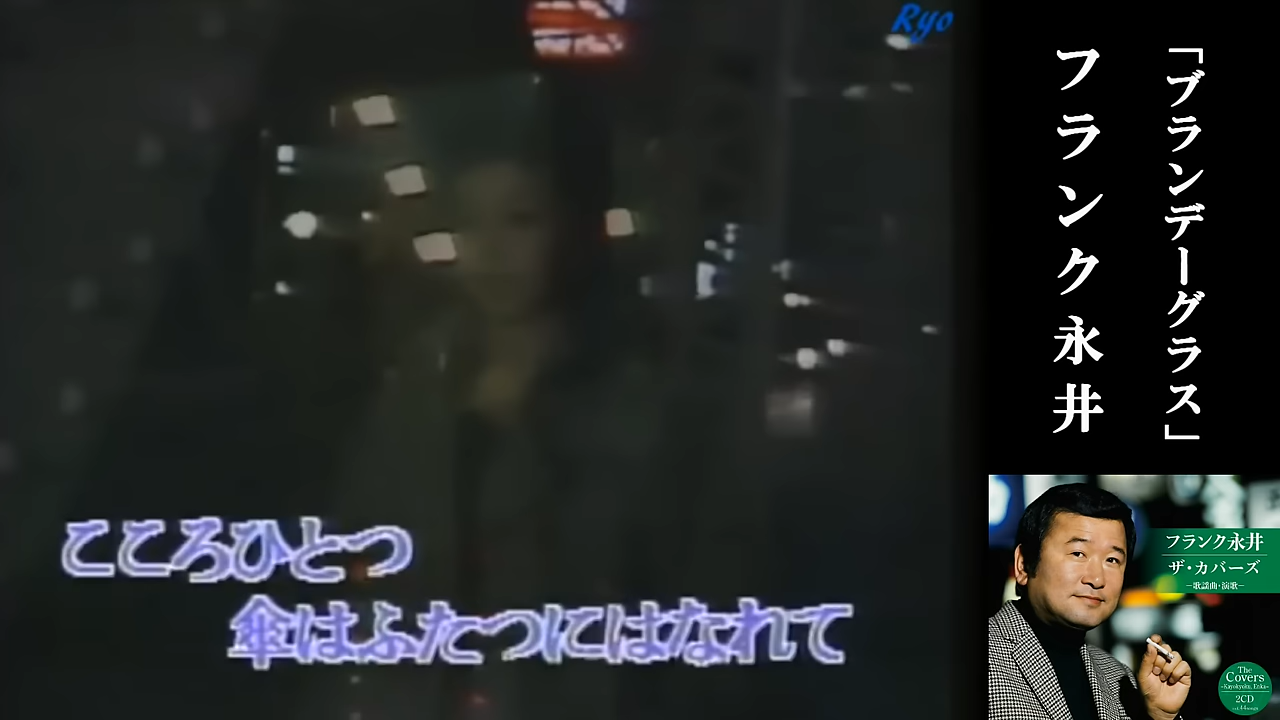 Ryo
「ブランデーグラス」
フランク永井
こころひとつ
傘はふたつにはなれて
フランク永井
ザ・カバーズ
－歌謡曲・演歌－
The
Covers
~Kayokyoku, Enka~
2CD